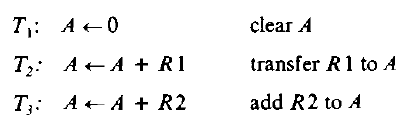 T₁: A ← 0 clear A
T₂: A ← A + R1 transfer R1 to A
T₃: A ← A + R2 add R2 to A